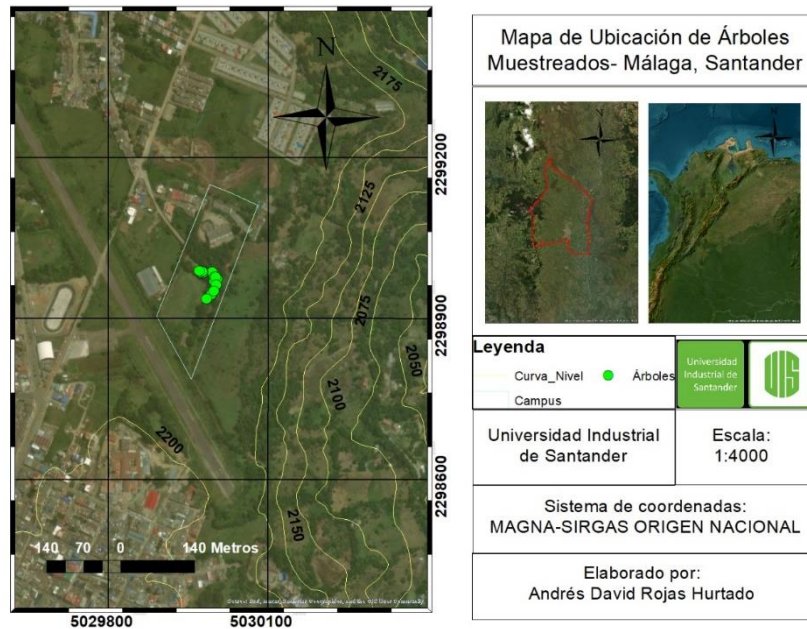 N
2175
2125
2075
2050
2100
2200
2150
2299200
2298900
2298600
140 70 0 140 Metros
5029800 5030100
Mapa de Ubicación de Árboles
Muestreados- Málaga, Santander
Leyenda
Curva_Nivel Árboles
Campus
Universidad
Industrial de
Santander
UIS
Universidad Industrial
de Santander
Escala:
1:4000
Sistema de coordenadas:
MAGNA-SIRGAS ORIGEN NACIONAL
Elaborado por:
Andrés David Rojas Hurtado